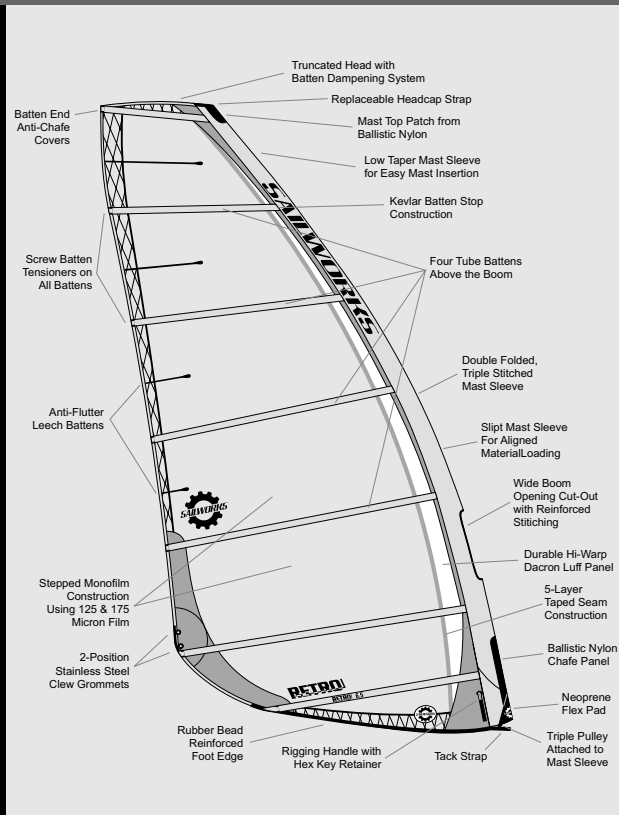 Truncated Head with
Batten Dampening System
Replaceable Headcap Strap
Batten End
Anti-Chafe
Covers
Mast Top Patch from
Ballistic Nylon
Low Taper Mast Sleeve
for Easy Mast Insertion
Kevlar Batten Stop
Construction
SAILWORKS
Screw Batten
Tensioners on
All Battens
Four Tube Battens
Above the Boom
Double Folded,
Triple Stitched
Mast Sleeve
Anti-Flutter
Leech Battens
Slipt Mast Sleeve
For Aligned
MaterialLoading
Wide Boom
Opening Cut-Out
with Reinforced
Stitiching
SAILWORKS
Durable Hi-Warp
Dacron Luff Panel
Stepped Monofilm
Construction
Using 125 & 175
Micron Film
5-Layer
Taped Seam
Construction
2-Position
Stainless Steel
Clew Grommets
Ballistic Nylon
Chafe Panel
RETRO
RETRO 6.5
Neoprene
Flex Pad
Rubber Bead
Reinforced
Foot Edge
Rigging Handle with
Hex Key Retainer
Tack Strap
Triple Pulley
Attached to
Mast Sleeve